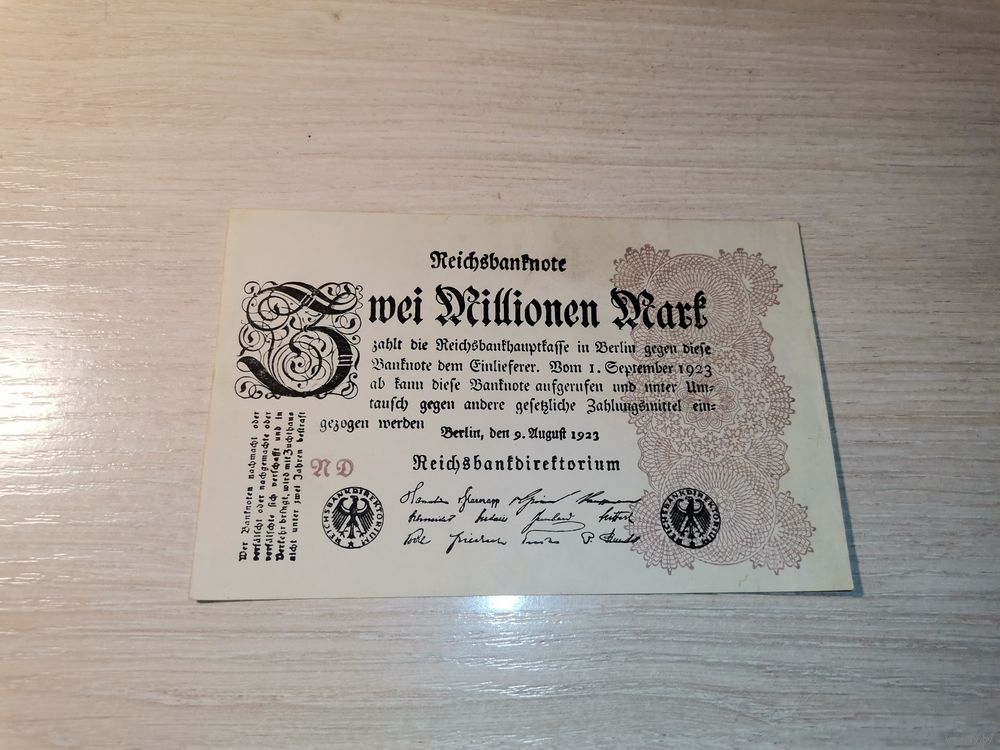 Reichsbanknote
Zwei Millionen Mark
zahlt die Reichsbankhauptkasse in Berlin gegen diese
Banknote dem Einlieferer. Vom 1. September 1923
ab kann diese Banknote aufgerufen und unter Um-
tausch gegen andere gesetzliche Zahlungsmittel ein-
gezogen werden
Berlin, den 9. August 1923
Reichsbankdirektorium
Wer Banknoten nachmacht oder
verfälscht oder nachgemachte oder
verfälschte sich verschafft und in
Verkehr bringt, wird mit Zuchthaus
nicht unter zwei Jahren bestraft
ND
REICHSBANKDIREKTORIUM
REICHSBANKDIREKTORIUM